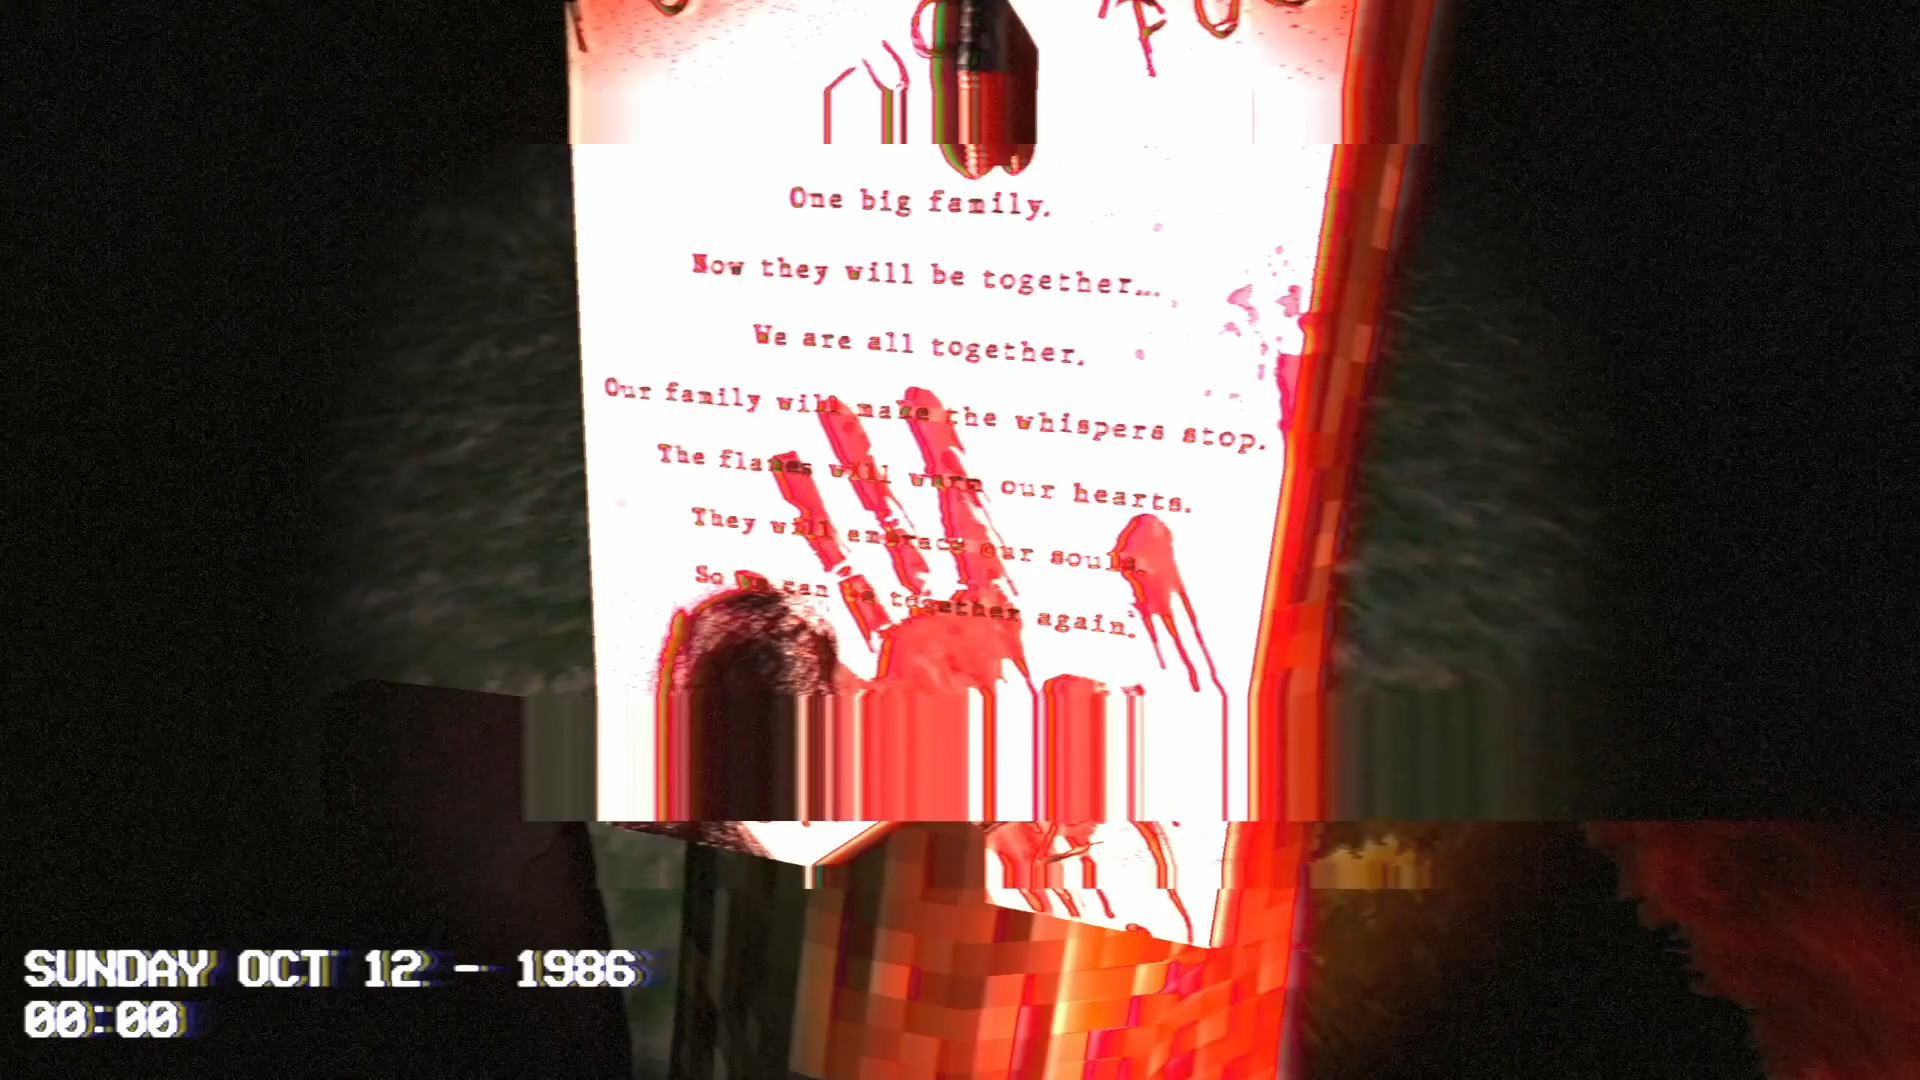 One big family.
Now they will be together...
We are all together.
Our family will make the whispers stop.
The flames will warm our hearts.
They will embrace our souls.
So we can be together again.
SUNDAY OCT 12 - 1986
00:00